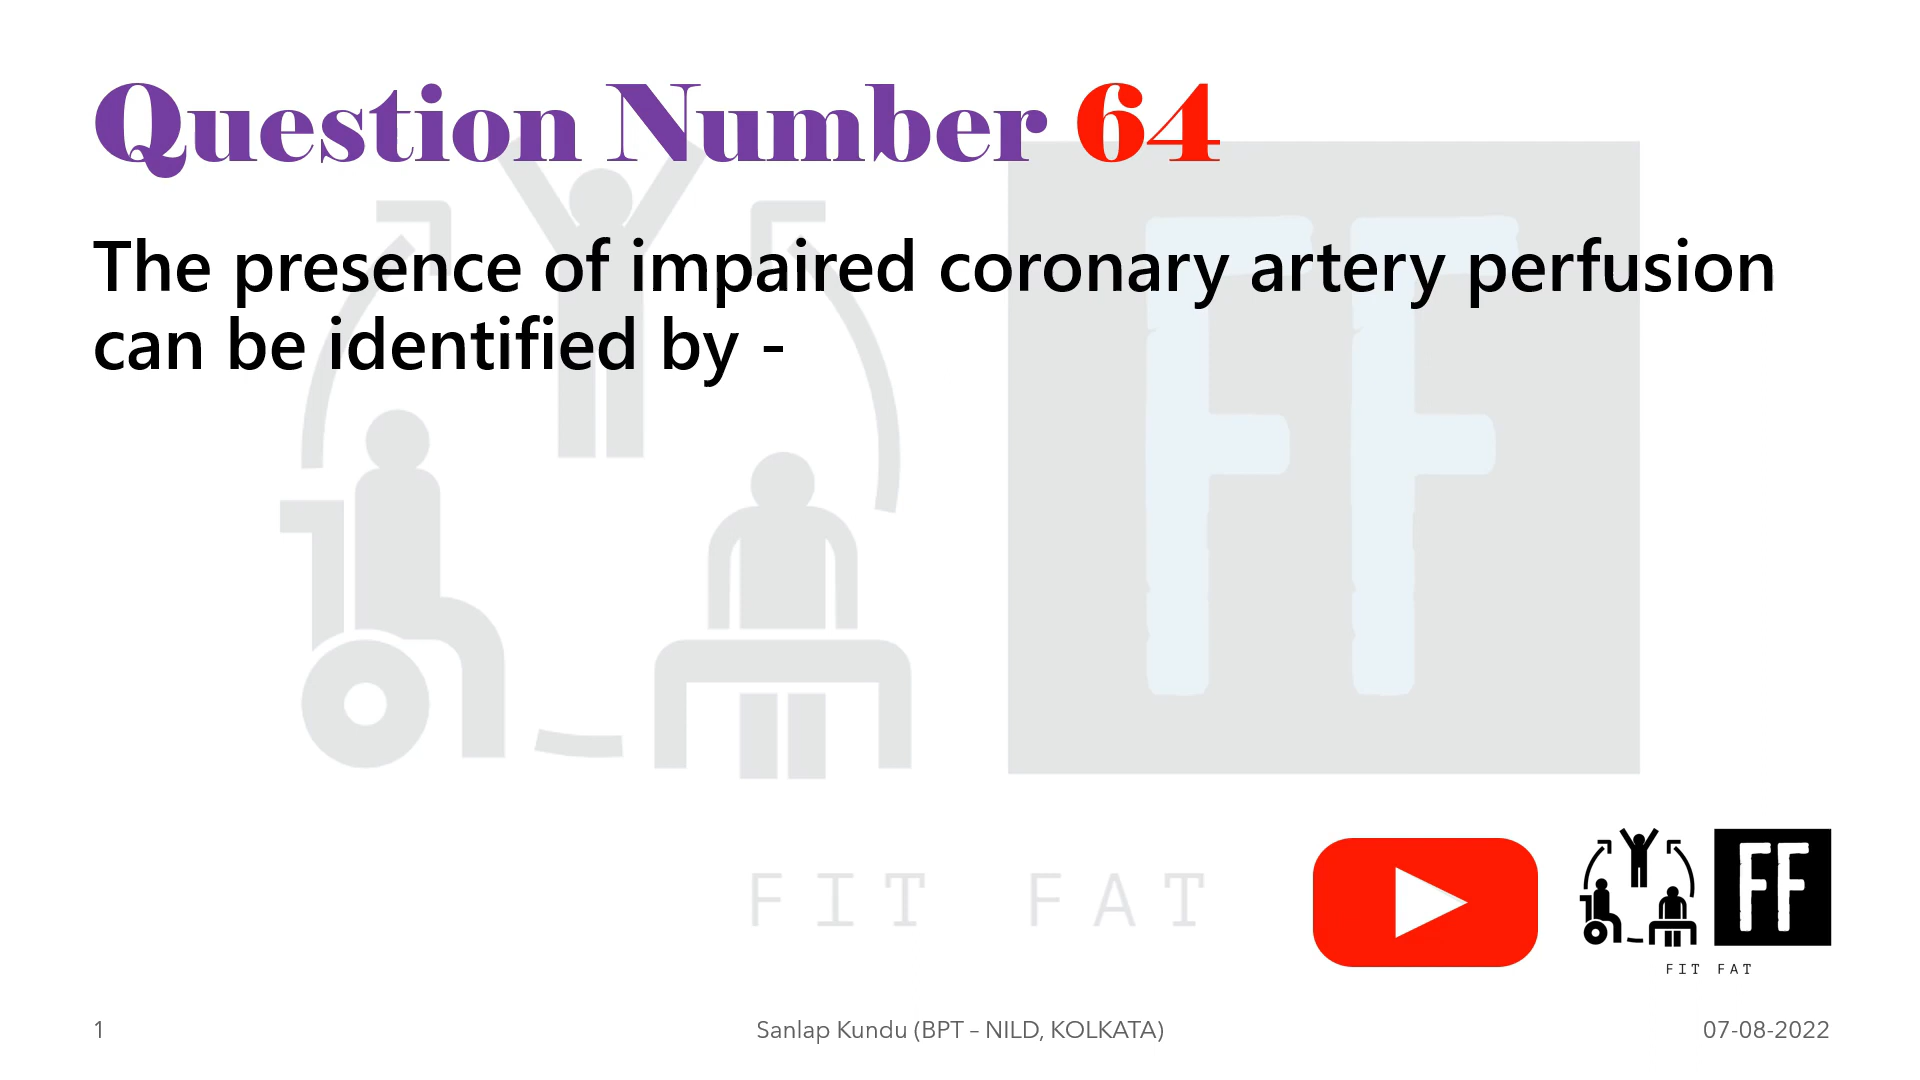 Question Number 64
The presence of impaired coronary artery perfusion
can be identified by -
FF
FIT FAT
FF
FIT FAT
1
Sanlap Kundu (BPT – NILD, KOLKATA)
07-08-2022